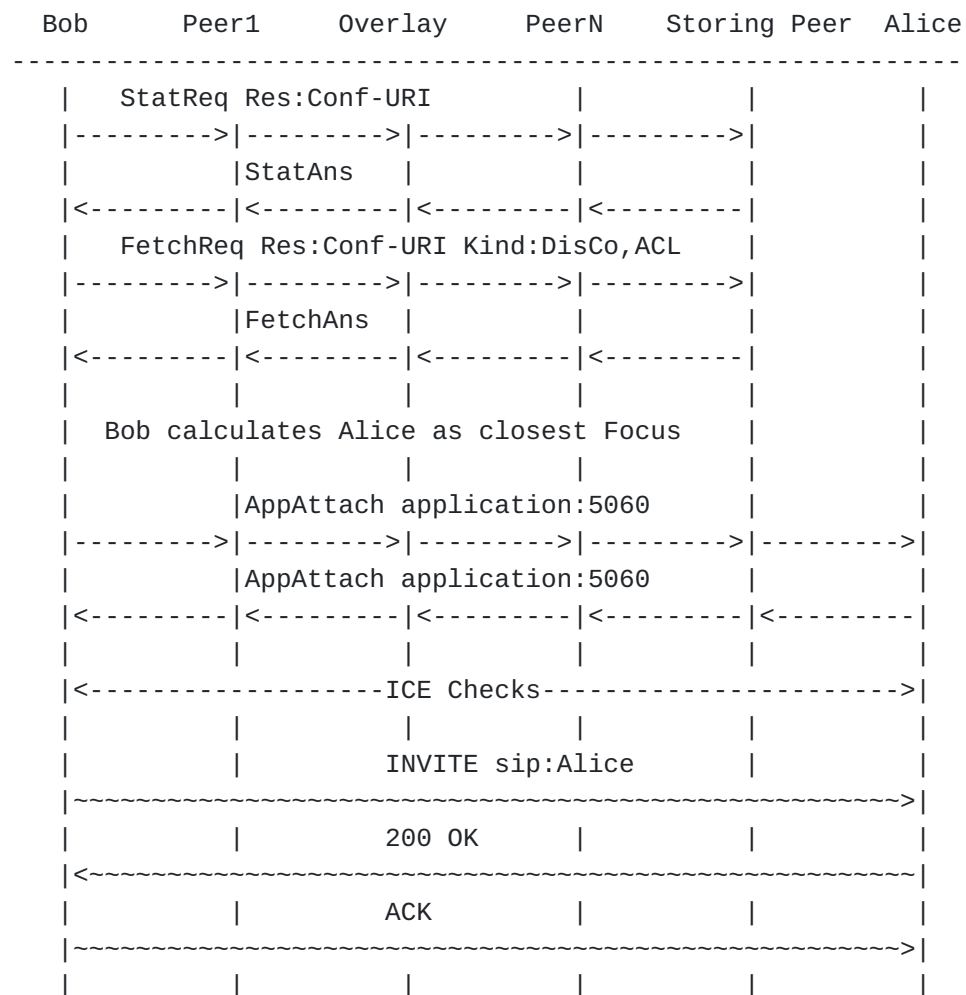 Bob      Peer1     Overlay     PeerN    Storing Peer  Alice
-------------------------------------------------------------
   |   StatReq Res:Conf-URI         |          |          |
   |--------->|--------->|--------->|--------->|          |
   |          |StatAns   |          |          |          |
   |<---------|<---------|<---------|<---------|          |
   |   FetchReq Res:Conf-URI Kind:DisCo,ACL    |          |
   |--------->|--------->|--------->|--------->|          |
   |          |FetchAns  |          |          |          |
   |<---------|<---------|<---------|<---------|          |
   |          |          |          |          |          |
   |  Bob calculates Alice as closest Focus    |          |
   |          |          |          |          |          |
   |          |AppAttach application:5060      |          |
   |--------->|--------->|--------->|--------->|--------->|
   |          |AppAttach application:5060      |          |
   |<---------|<---------|<---------|<---------|<---------|
   |          |          |          |          |          |
   |<-------------------ICE Checks----------------------->|
   |          |          |          |          |          |
   |          |         INVITE sip:Alice       |          |
   |~~~~~~~~~~~~~~~~~~~~~~~~~~~~~~~~~~~~~~~~~~~~~~~~~~~~~>|
   |          |         200 OK      |          |          |
   |<~~~~~~~~~~~~~~~~~~~~~~~~~~~~~~~~~~~~~~~~~~~~~~~~~~~~~|
   |          |         ACK         |          |          |
   |~~~~~~~~~~~~~~~~~~~~~~~~~~~~~~~~~~~~~~~~~~~~~~~~~~~~~>|
   |          |          |          |          |          |